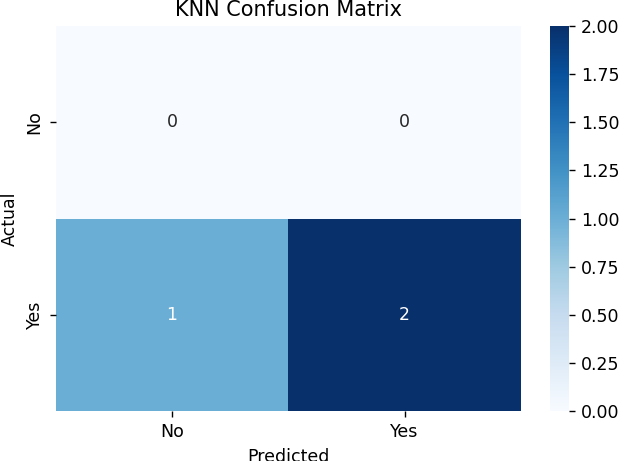 KNN Confusion Matrix
No
0
0
Actual
Yes
1
2
No
Yes
Predicted
2.00
1.75
1.50
1.25
1.00
0.75
0.50
0.25
0.00